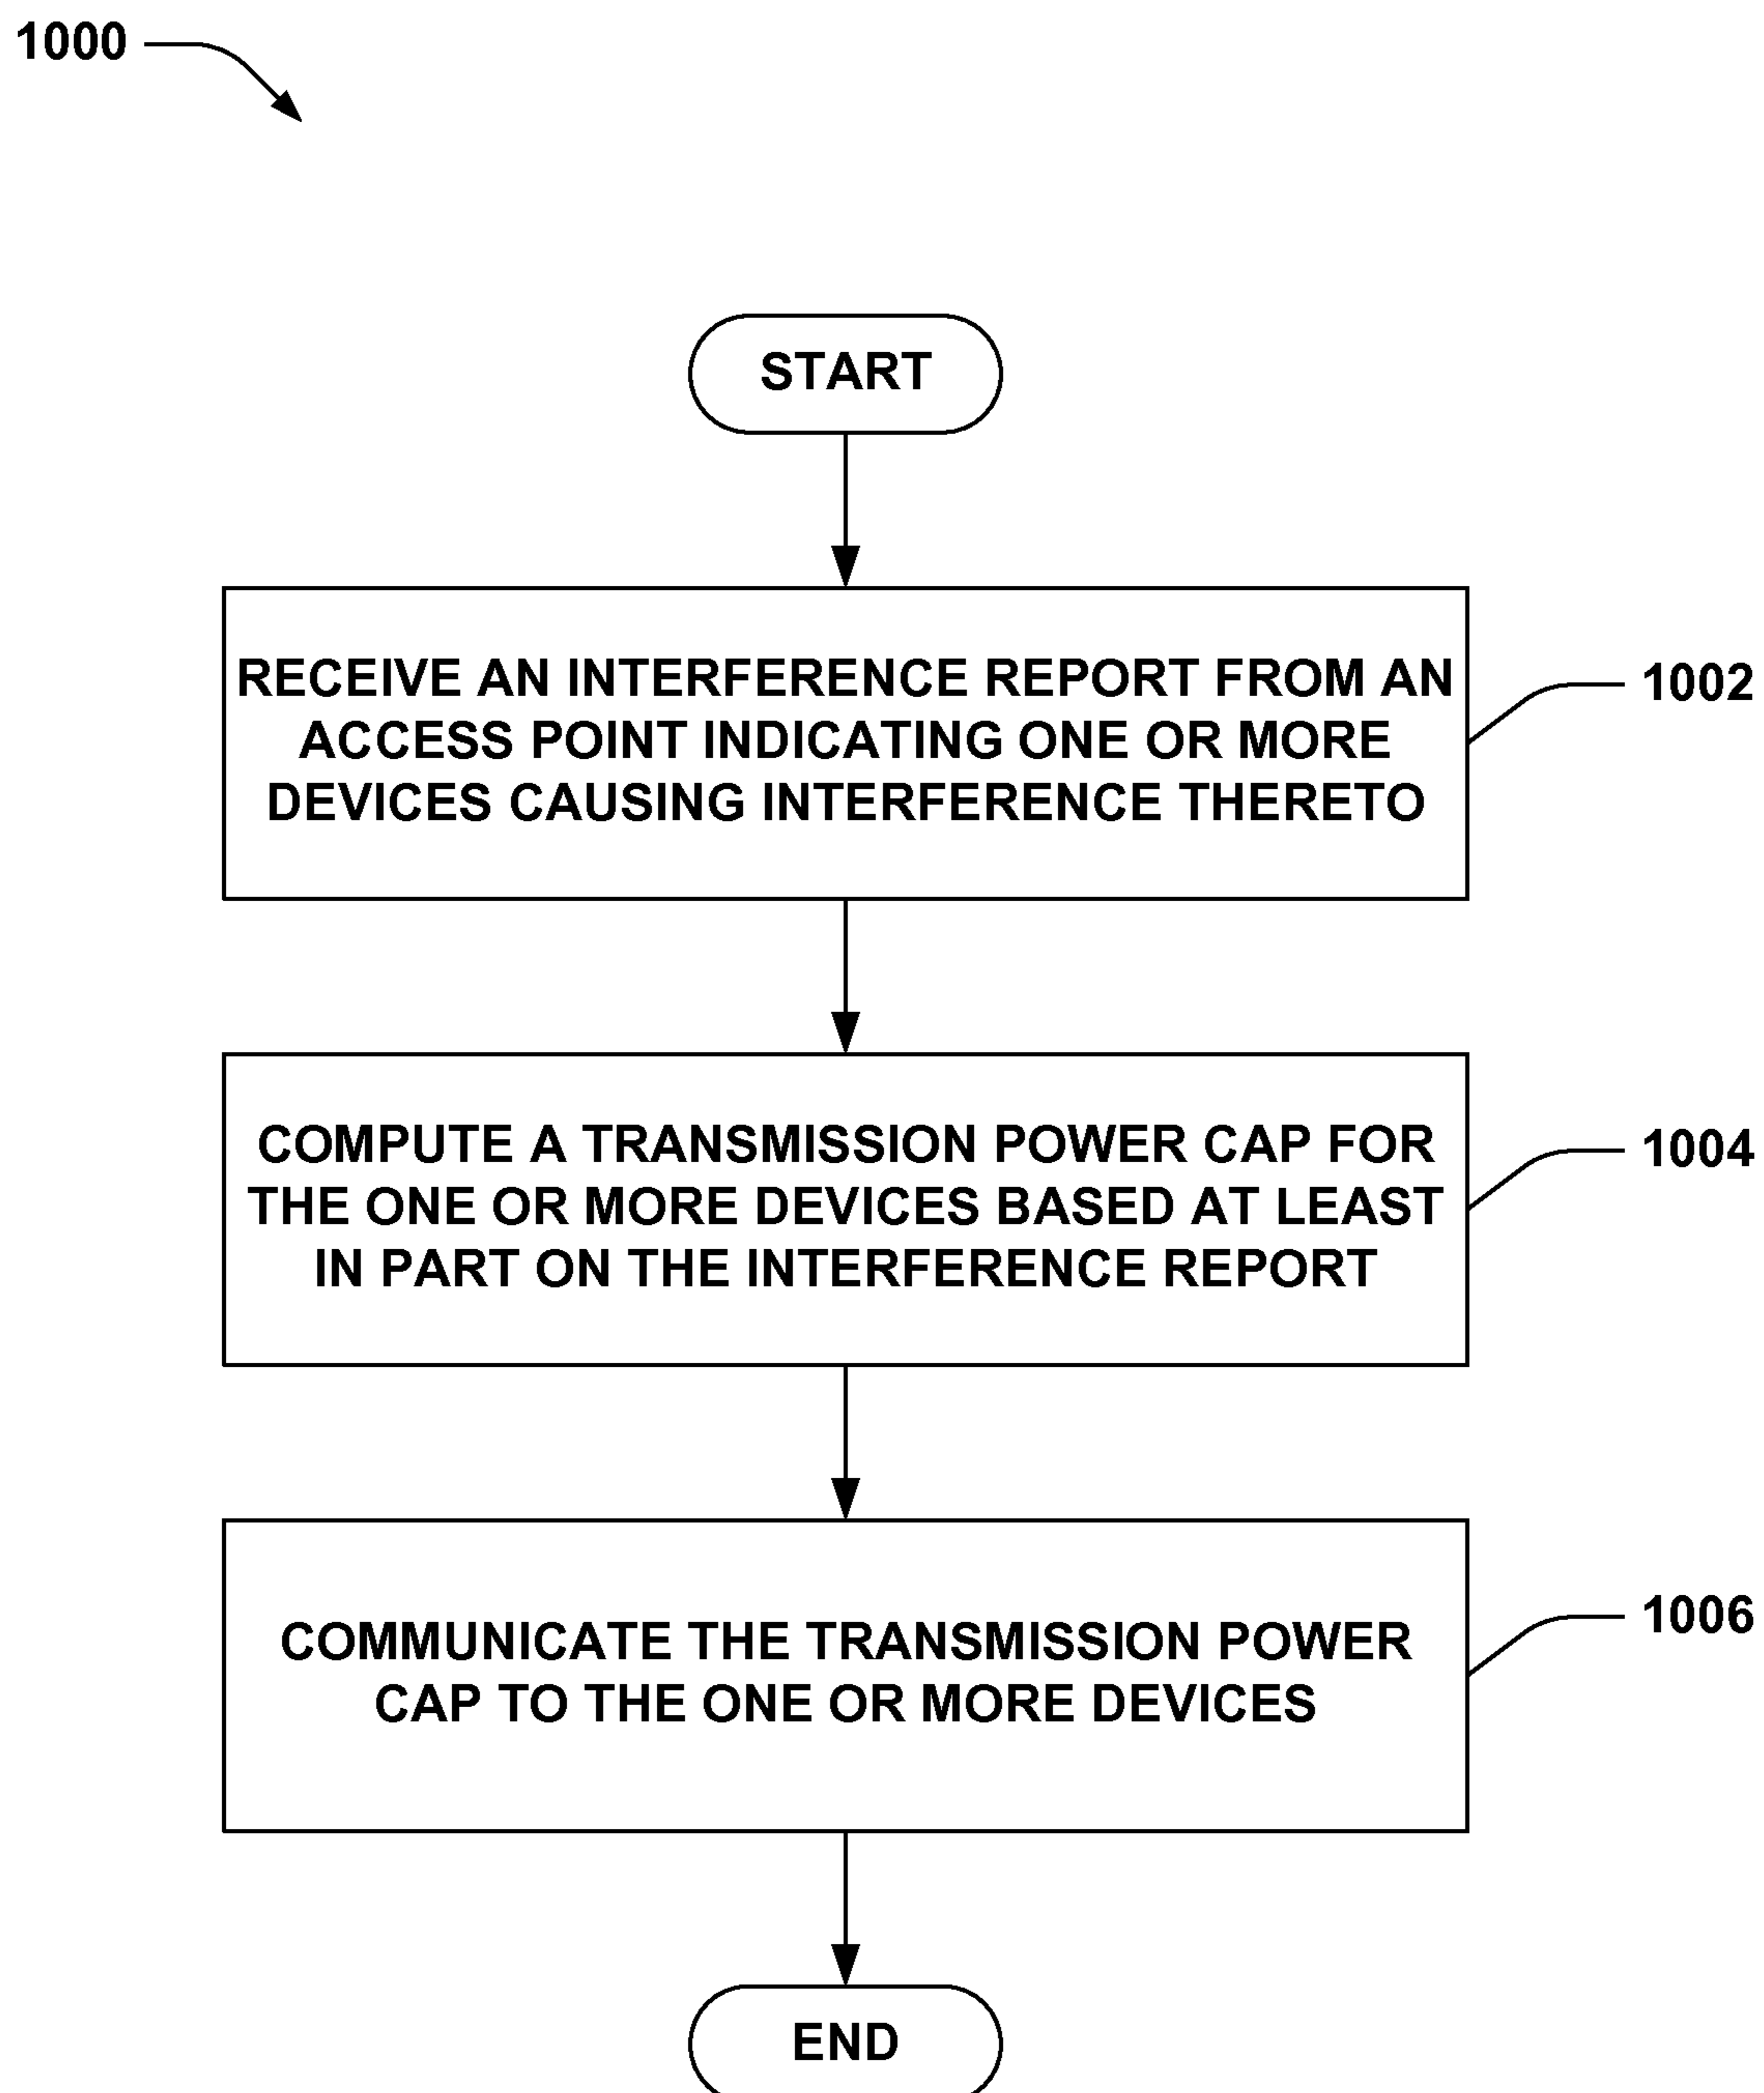 1000
START
RECEIVE AN INTERFERENCE REPORT FROM AN
ACCESS POINT INDICATING ONE OR MORE
DEVICES CAUSING INTERFERENCE THERETO
1002
COMPUTE A TRANSMISSION POWER CAP FOR
THE ONE OR MORE DEVICES BASED AT LEAST
IN PART ON THE INTERFERENCE REPORT
1004
COMMUNICATE THE TRANSMISSION POWER
CAP TO THE ONE OR MORE DEVICES
1006
END